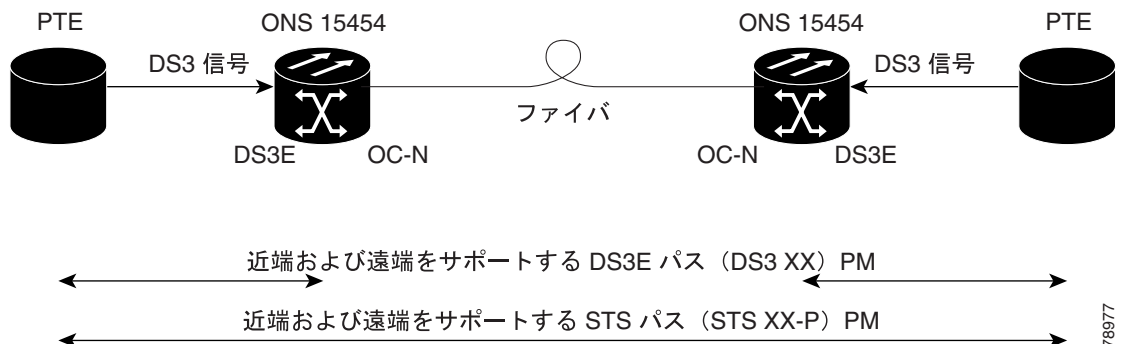 PTE ONS 15454 ONS 15454 PTE
DS3 信号 DS3 信号
ファイバ
DS3E OC-N OC-N DS3E
近端および遠端をサポートする DS3E パス（DS3 XX）PM
近端および遠端をサポートする STS パス（STS XX-P）PM
78977